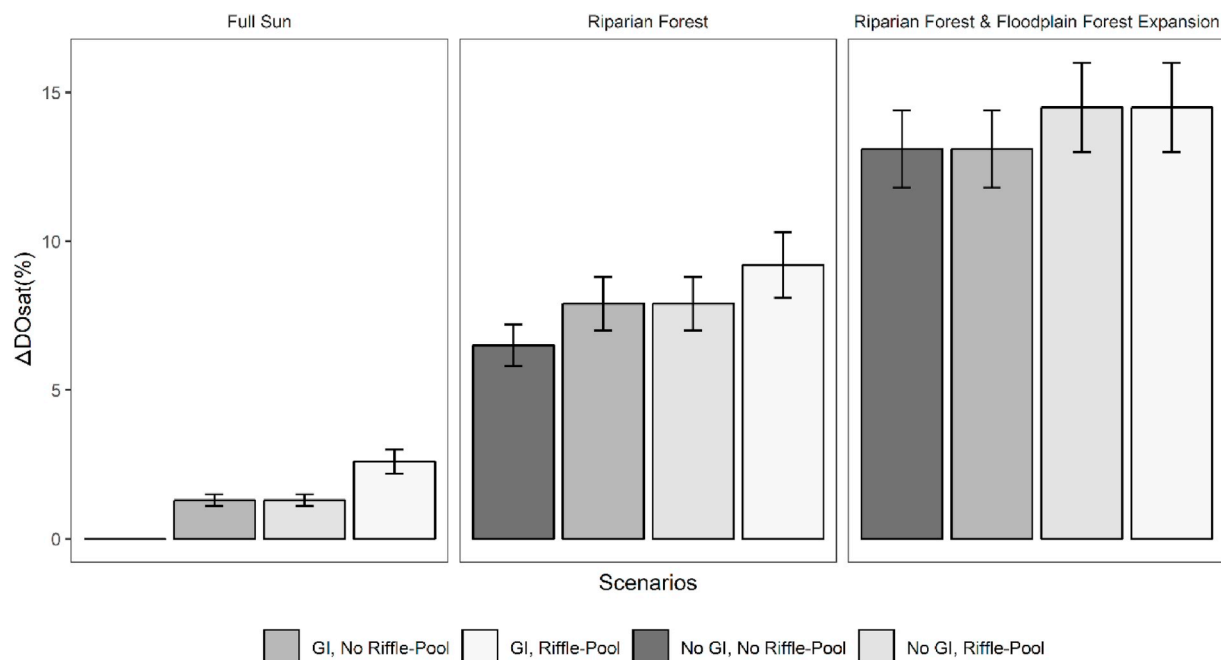 Full Sun
Riparian Forest
Riparian Forest & Floodplain Forest Expansion
ΔDOsat(%)
15
10
5
0
Scenarios
GI, No Riffle-Pool
GI, Riffle-Pool
No GI, No Riffle-Pool
No GI, Riffle-Pool